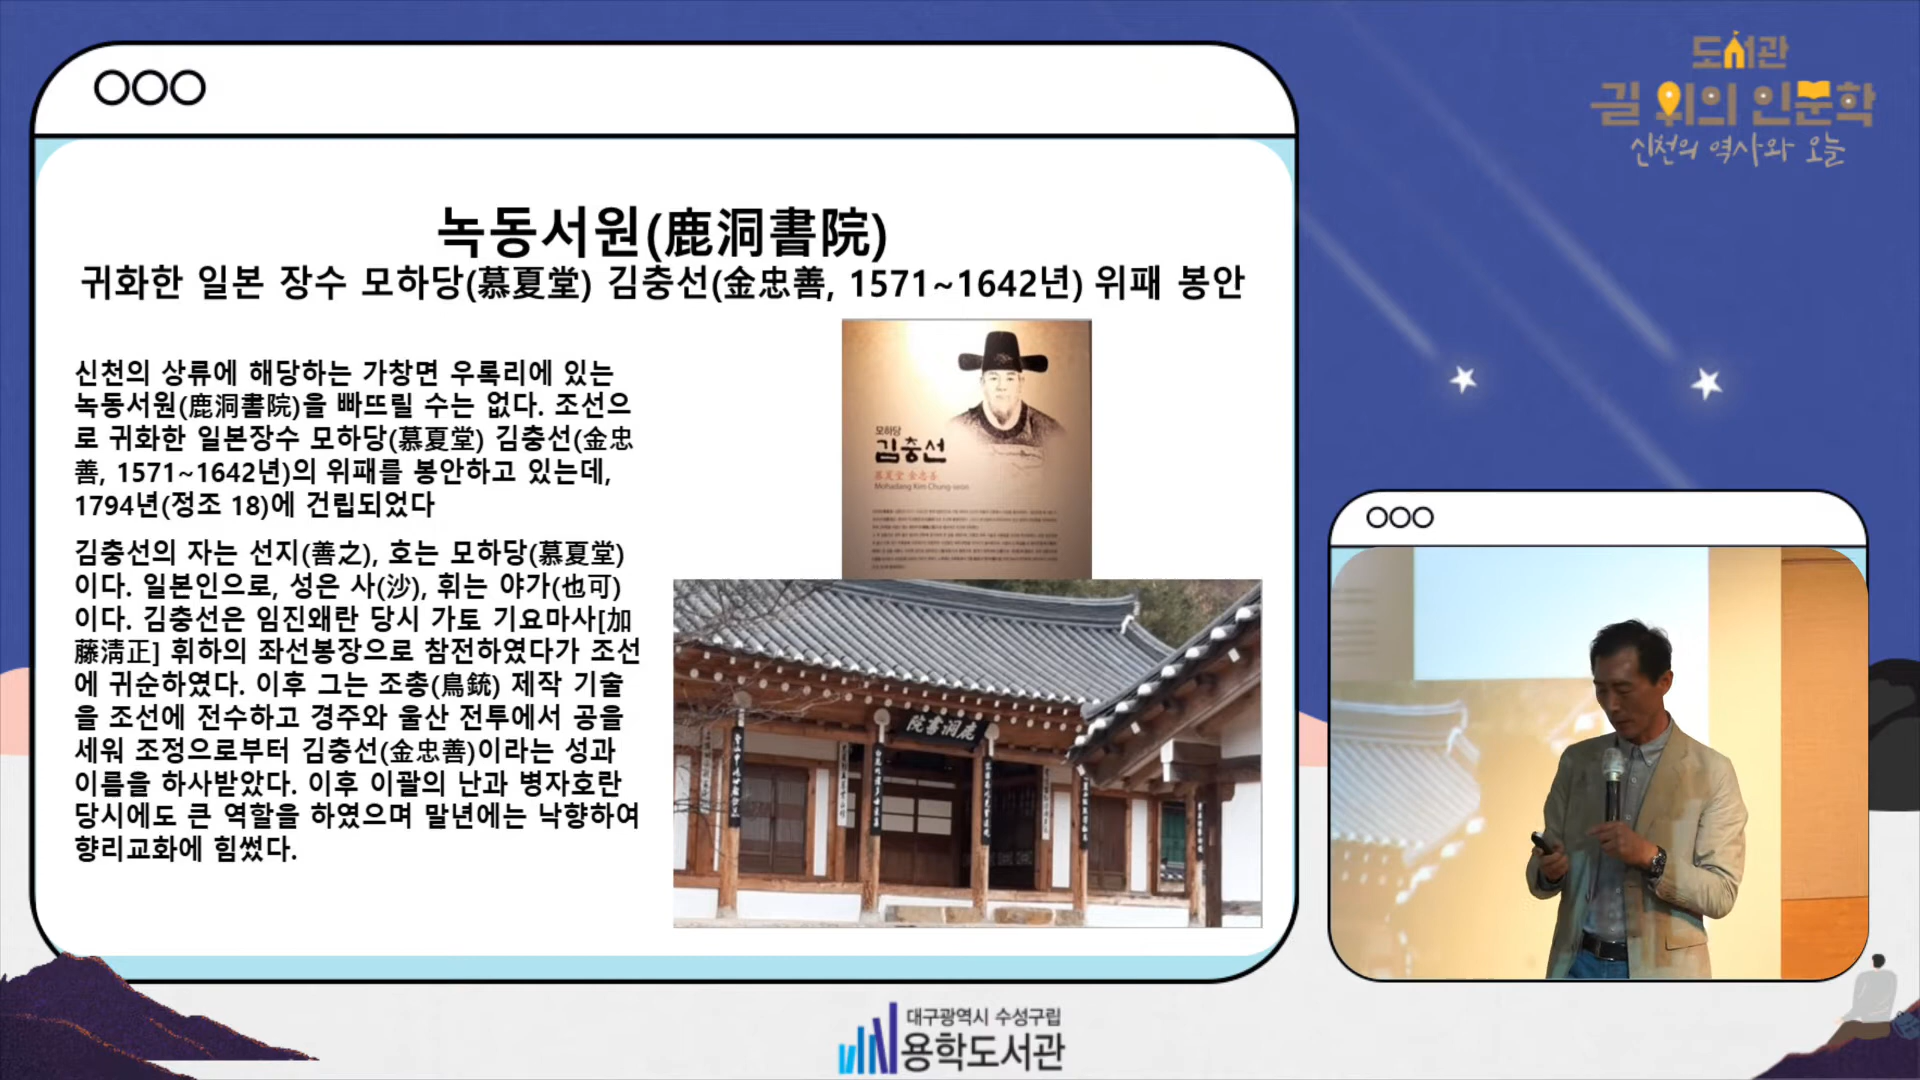 도서관
길 위의 인문학
신천의 역사와 오늘
녹동서원(鹿洞書院)
귀화한 일본 장수 모하당(慕夏堂) 김충선(金忠善, 1571~1642년) 위패 봉안
신천의 상류에 해당하는 가창면 우록리에 있는
녹동서원(鹿洞書院)을 빠뜨릴 수는 없다. 조선으
로 귀화한 일본장수 모하당(慕夏堂) 김충선(金忠
善, 1571~1642년)의 위패를 봉안하고 있는데,
1794년(정조 18)에 건립되었다
김충선의 자는 선지(善之), 호는 모하당(慕夏堂)
이다. 일본인으로, 성은 사(沙), 휘는 야가(也可)
이다. 김충선은 임진왜란 당시 가토 기요마사[加
藤淸正] 휘하의 좌선봉장으로 참전하였다가 조선
에 귀순하였다. 이후 그는 조총(鳥銃) 제작 기술
을 조선에 전수하고 경주와 울산 전투에서 공을
세워 조정으로부터 김충선(金忠善)이라는 성과
이름을 하사받았다. 이후 이괄의 난과 병자호란
당시에도 큰 역할을 하였으며 말년에는 낙향하여
향리교화에 힘썼다.
모하당
김충선
慕夏堂 金忠善
Mohadang Kim Chung-seon
院書洞鹿
대구광역시 수성구립
용학도서관